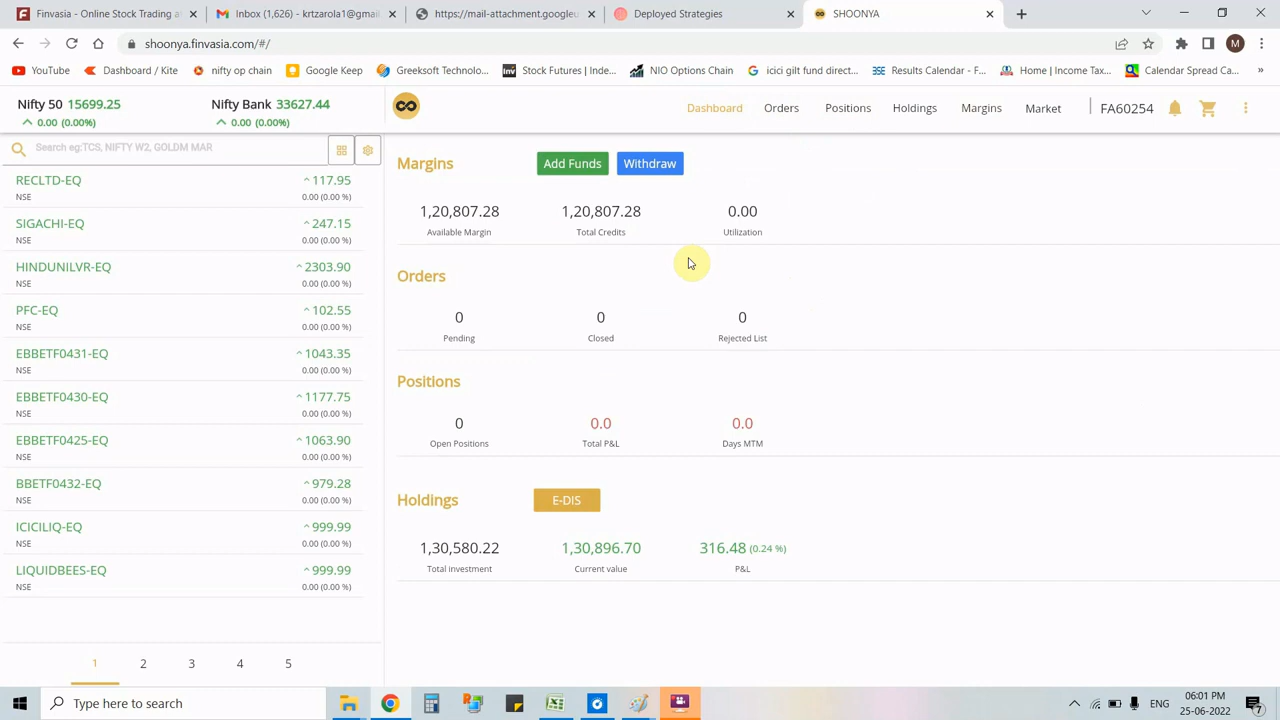 Finvasia - Online Stock Trading a
Inbox (1,626) - krtzarola1@gmail
https://mail-attachment.googleu
Deployed Strategies
SHOONYA
shoonya.finvasia.com/#/
M
YouTube
Dashboard / Kite
nifty op chain
Google Keep
Greeksoft Technolo...
Stock Futures | Inde...
NIO Options Chain
icici gilt fund direct...
Results Calendar - F...
Home | Income Tax...
Calendar Spread Ca...
»
Nifty 50 15699.25
0.00 (0.00%)
Nifty Bank 33627.44
0.00 (0.00%)
Dashboard
Orders
Positions
Holdings
Margins
Market
FA60254
Search eg:TCS, NIFTY W2, GOLDM MAR
RECLTD-EQ 117.95
NSE 0.00 (0.00 %)
SIGACHI-EQ 247.15
NSE 0.00 (0.00 %)
HINDUNILVR-EQ 2303.90
NSE 0.00 (0.00 %)
PFC-EQ 102.55
NSE 0.00 (0.00 %)
EBBETF0431-EQ 1043.35
NSE 0.00 (0.00 %)
EBBETF0430-EQ 1177.75
NSE 0.00 (0.00 %)
EBBETF0425-EQ 1063.90
NSE 0.00 (0.00 %)
BBETF0432-EQ 979.28
NSE 0.00 (0.00 %)
ICICILIQ-EQ 999.99
NSE 0.00 (0.00 %)
LIQUIDBEES-EQ 999.99
NSE 0.00 (0.00 %)
1 2 3 4 5
Margins
Add Funds
Withdraw
1,20,807.28 1,20,807.28 0.00
Available Margin Total Credits Utilization
Orders
0 0 0
Pending Closed Rejected List
Positions
0 0.0 0.0
Open Positions Total P&L Days MTM
Holdings
E-DIS
1,30,580.22 1,30,896.70 316.48 (0.24 %)
Total investment Current value P&L
Type here to search
ENG
06:01 PM
25-06-2022
7